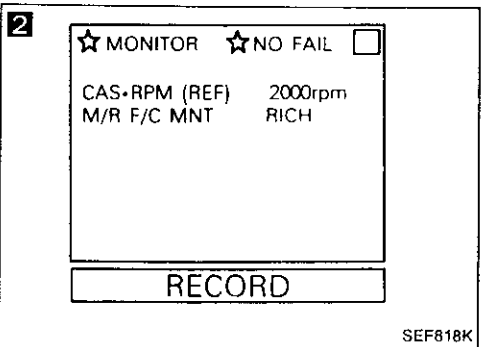 2
☆ MONITOR ☆ NO FAIL
CAS•RPM (REF) 2000rpm
M/R F/C MNT RICH
RECORD
SEF818K